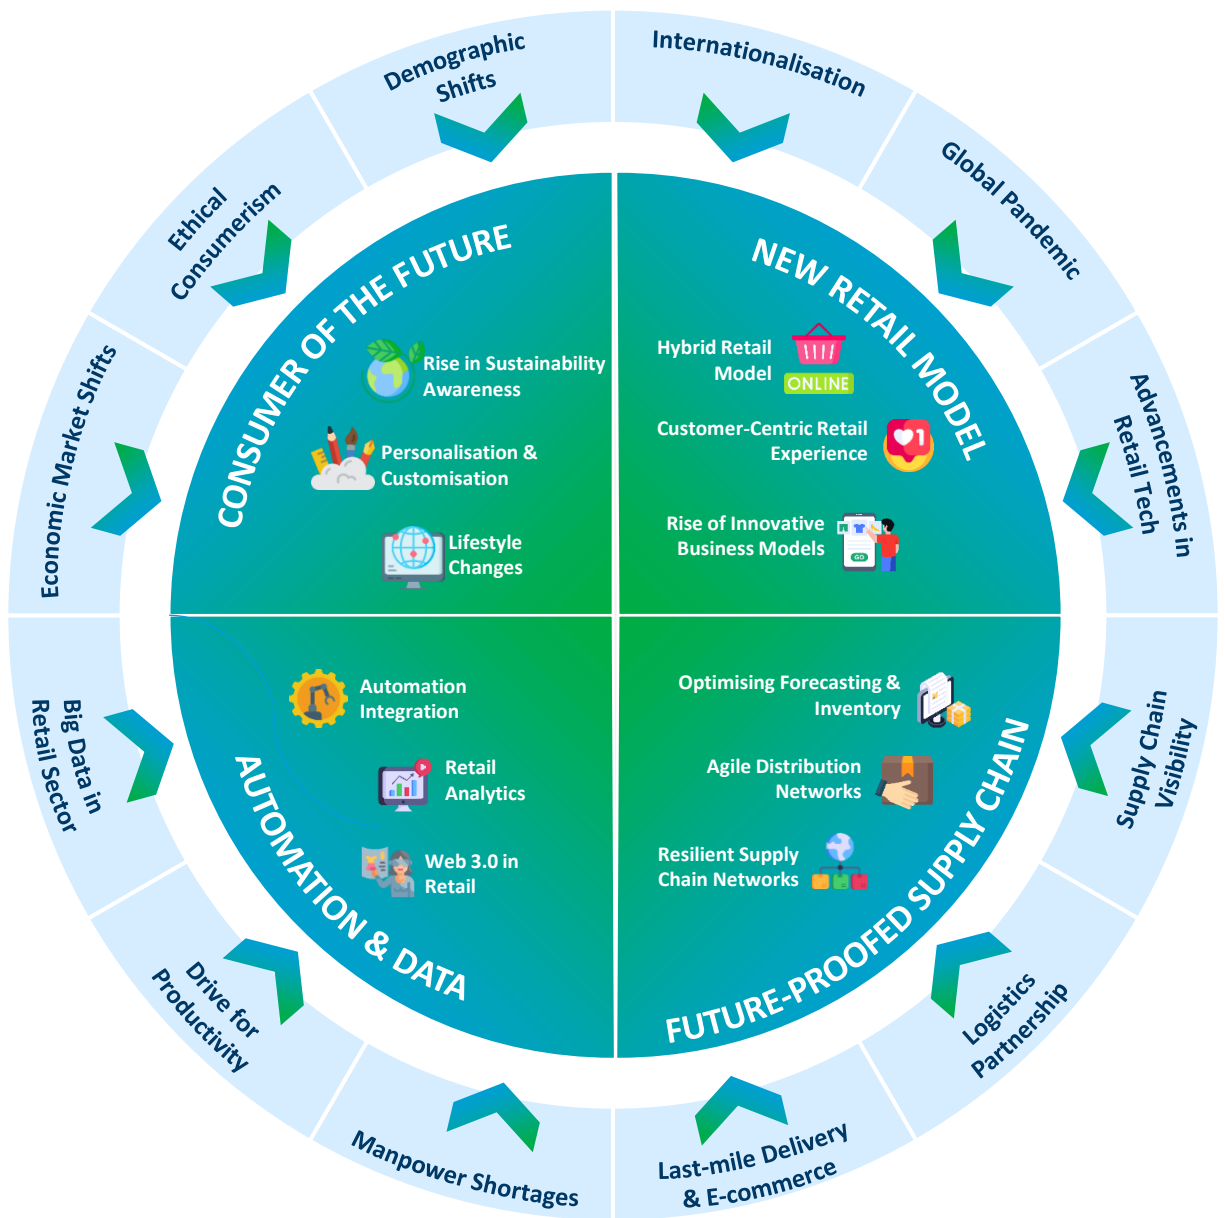 Demographic
Shifts
Internationalisation
Global Pandemic
Advancements in
Retail Tech
Supply Chain
Visibility
Logistics
Partnership
Last-mile Delivery
& E-commerce
Manpower Shortages
Drive for
Productivity
Big Data in
Retail Sector
Economic Market Shifts
Ethical
Consumerism
CONSUMER OF THE FUTURE
Rise in Sustainability
Awareness
Personalisation &
Customisation
Lifestyle
Changes
NEW RETAIL MODEL
Hybrid Retail
Model
ONLINE
Customer-Centric Retail
Experience
1
Rise of Innovative
Business Models
GO
AUTOMATION & DATA
Automation
Integration
Retail
Analytics
Web 3.0 in
Retail
FUTURE-PROOFED SUPPLY CHAIN
Optimising Forecasting &
Inventory
Agile Distribution
Networks
Resilient Supply
Chain Networks